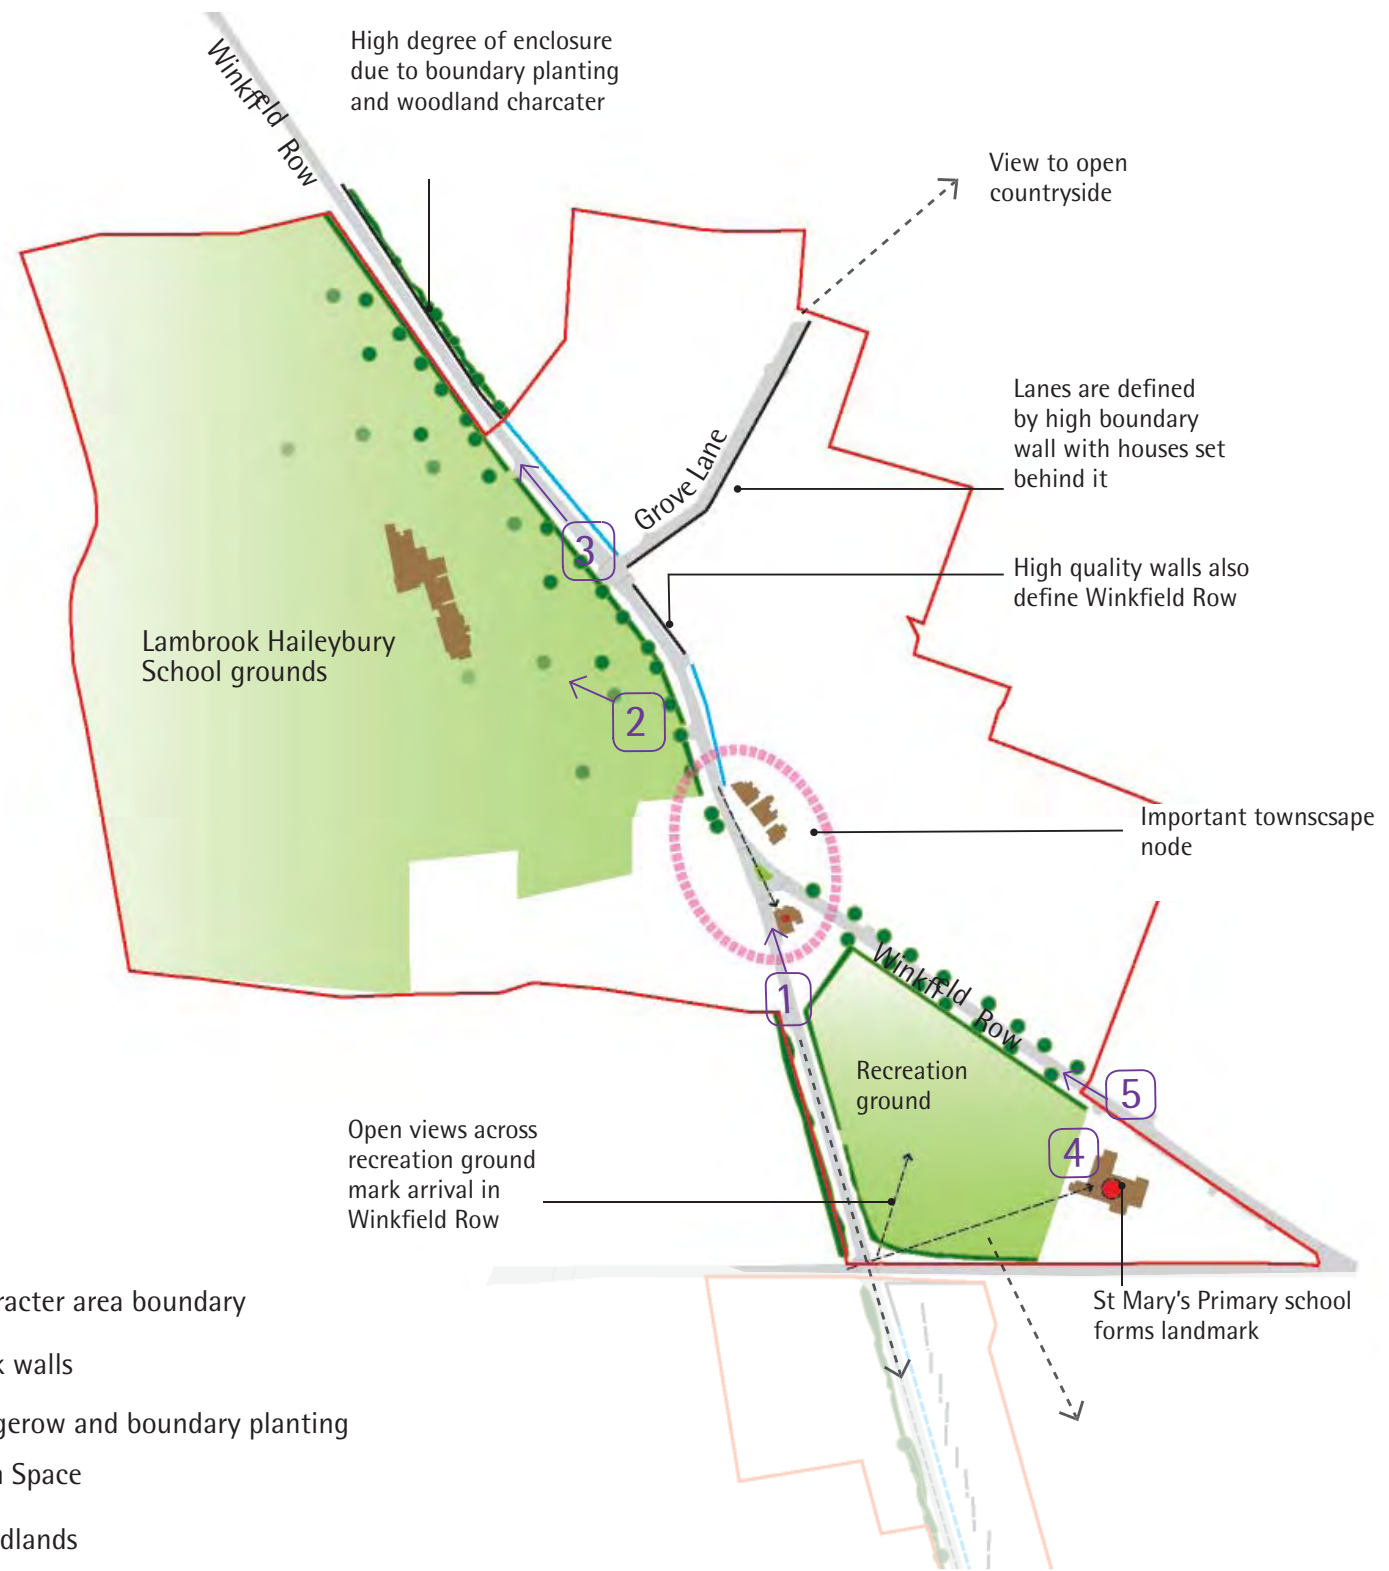 Winkfield Row
High degree of enclosure
due to boundary planting
and woodland charcater
View to open
countryside
Lanes are defined
by high boundary
wall with houses set
behind it
Grove Lane
3
High quality walls also
define Winkfield Row
Lambrook Haileybury
School grounds
2
Important townscsape
node
Winkfield Row
1
Recreation
ground
5
4
Open views across
recreation ground
mark arrival in
Winkfield Row
St Mary's Primary school
forms landmark
racter area boundary
k walls
gerow and boundary planting
n Space
dlands